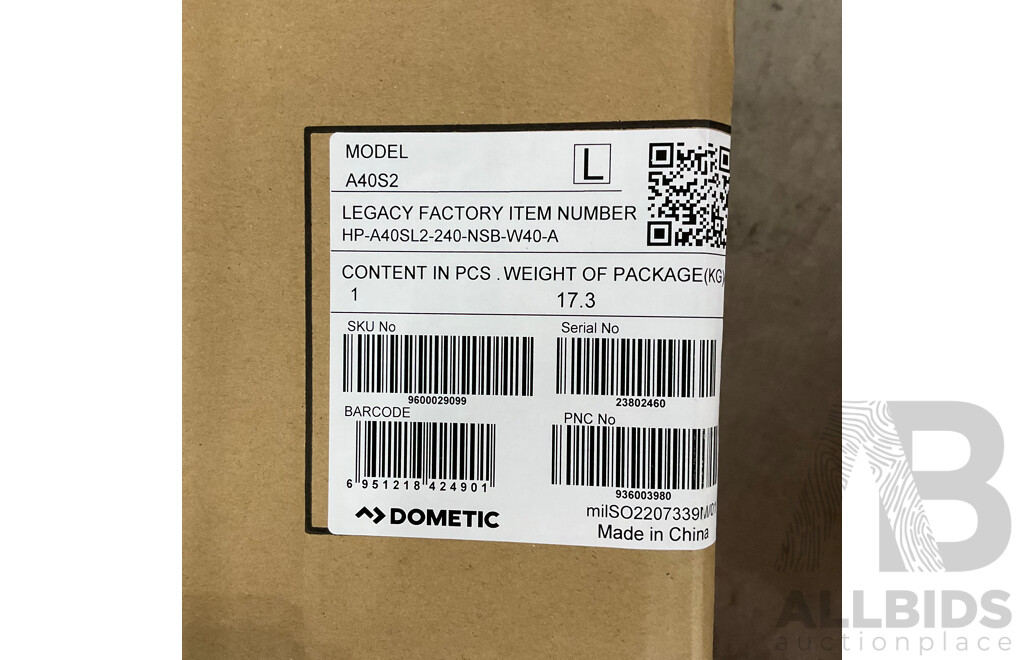 MODEL
L
A40S2
LEGACY FACTORY ITEM NUMBER
HP-A40SL2-240-NSB-W40-A
CONTENT IN PCS . WEIGHT OF PACKAGE(KG)
1 17.3
SKU No Serial No
9600029099 23802460
BARCODE PNC No
6 951218 424901
936003980
DOMETIC
Made in China
AB
ALLBIDS
auctionplace